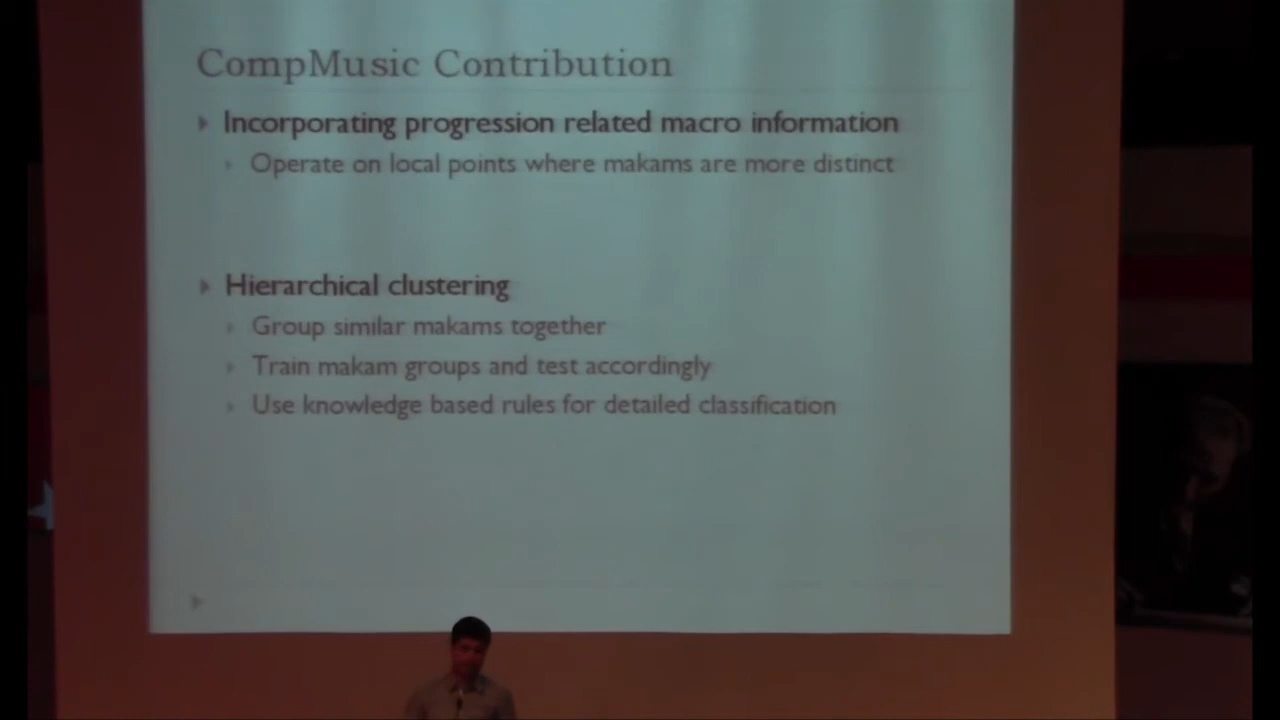 CompMusic Contribution
Incorporating progression related macro information
Operate on local points where makams are more distinct
Hierarchical clustering
Group similar makams together
Train makam groups and test accordingly
Use knowledge based rules for detailed classification